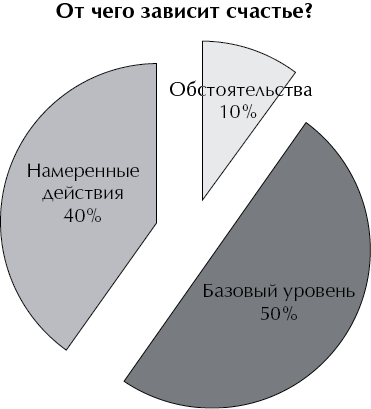 От чего зависит счастье?
Обстоятельства
10%
Намеренные
действия
40%
Базовый уровень
50%